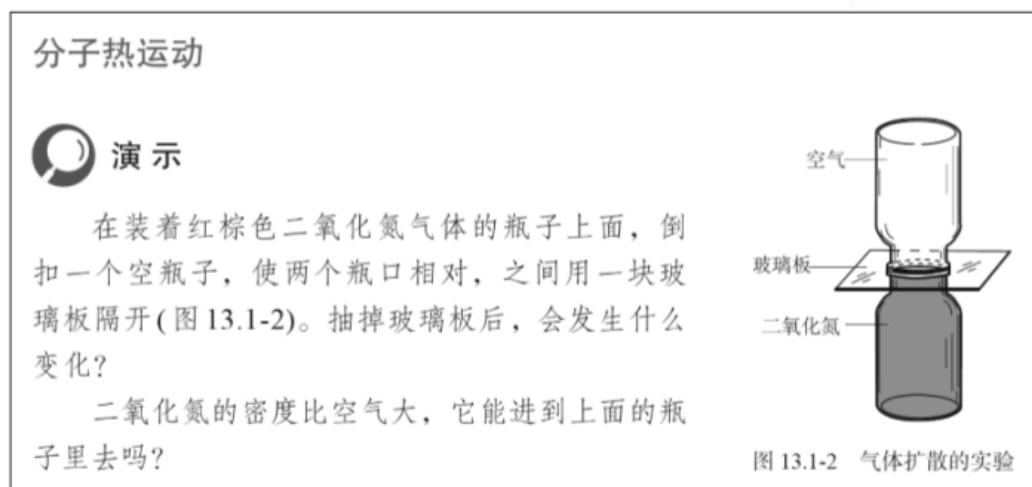 分子热运动
演示
在装着红棕色二氧化氮气体的瓶子上面，倒
扣一个空瓶子，使两个瓶口相对，之间用一块玻
璃板隔开(图 13.1-2)。抽掉玻璃板后，会发生什么
变化？
二氧化氮的密度比空气大，它能进到上面的瓶
子里去吗？
空气
玻璃板
二氧化氮
图 13.1-2 气体扩散的实验